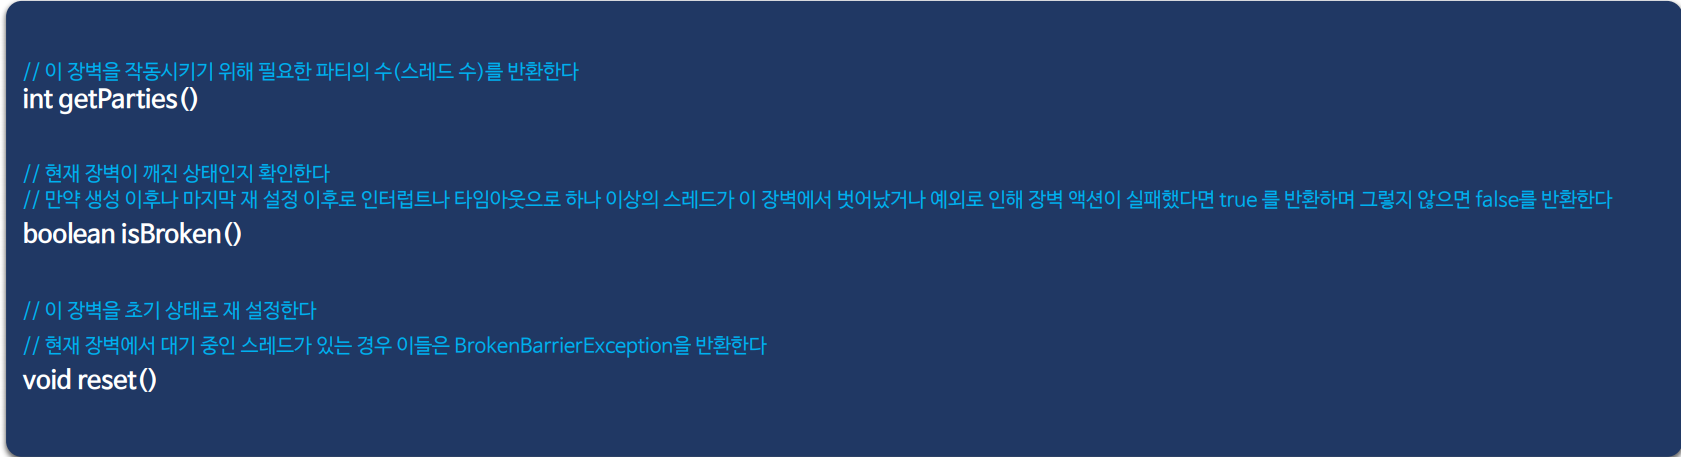 // 이 장벽을 작동시키기 위해 필요한 파티의 수(스레드 수)를 반환한다
int getParties()
// 현재 장벽이 깨진 상태인지 확인한다
// 만약 생성 이후나 마지막 재 설정 이후로 인터럽트나 타임아웃으로 하나 이상의 스레드가 이 장벽에서 벗어났거나 예외로 인해 장벽 액션이 실패했다면 true 를 반환하며 그렇지 않으면 false를 반환한다
boolean isBroken()
// 이 장벽을 초기 상태로 재 설정한다
// 현재 장벽에서 대기 중인 스레드가 있는 경우 이들은 BrokenBarrierException을 반환한다
void reset()